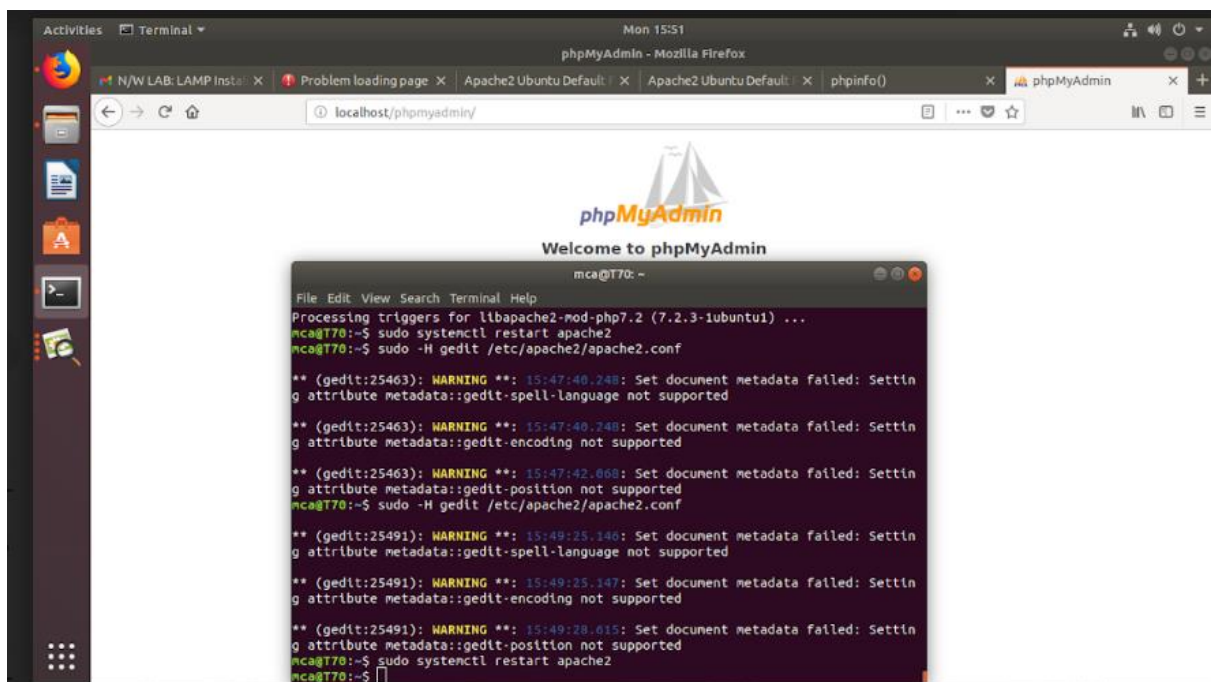 Activities Terminal Mon 15:51
phpMyAdmin - Mozilla Firefox
N/W LAB: LAMP Instal Problem loading page Apache2 Ubuntu Default Apache2 Ubuntu Default phpinfo() phpMyAdmin
localhost/phpmyadmin/
phpMyAdmin
Welcome to phpMyAdmin
mca@T70: ~
File Edit View Search Terminal Help
Processing triggers for libapache2-mod-php7.2 (7.2.3-1ubuntu1) ...
mca@T70:~$ sudo systemctl restart apache2
mca@T70:~$ sudo -H gedit /etc/apache2/apache2.conf
** (gedit:25463): WARNING **: 15:47:40.248: Set document metadata failed: Settin
g attribute metadata::gedit-spell-language not supported
** (gedit:25463): WARNING **: 15:47:40.248: Set document metadata failed: Settin
g attribute metadata::gedit-encoding not supported
** (gedit:25463): WARNING **: 15:47:42.068: Set document metadata failed: Settin
g attribute metadata::gedit-position not supported
mca@T70:~$ sudo -H gedit /etc/apache2/apache2.conf
** (gedit:25491): WARNING **: 15:49:25.146: Set document metadata failed: Settin
g attribute metadata::gedit-spell-language not supported
** (gedit:25491): WARNING **: 15:49:25.147: Set document metadata failed: Settin
g attribute metadata::gedit-encoding not supported
** (gedit:25491): WARNING **: 15:49:28.615: Set document metadata failed: Settin
g attribute metadata::gedit-position not supported
mca@T70:~$ sudo systemctl restart apache2
mca@T70:~$